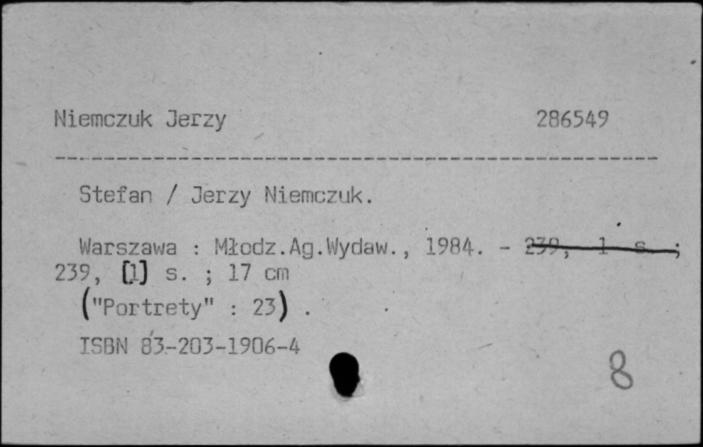 Niemczuk Jerzy 286549
Stefan / Jerzy Niemczuk.
Warszawa : Młodz.Ag.Wydaw., 1984. - 239, 1 s. ;
239, [1] s. ; 17 cm
("Portrety" : 23) .
ISBN 83-203-1906-4
8